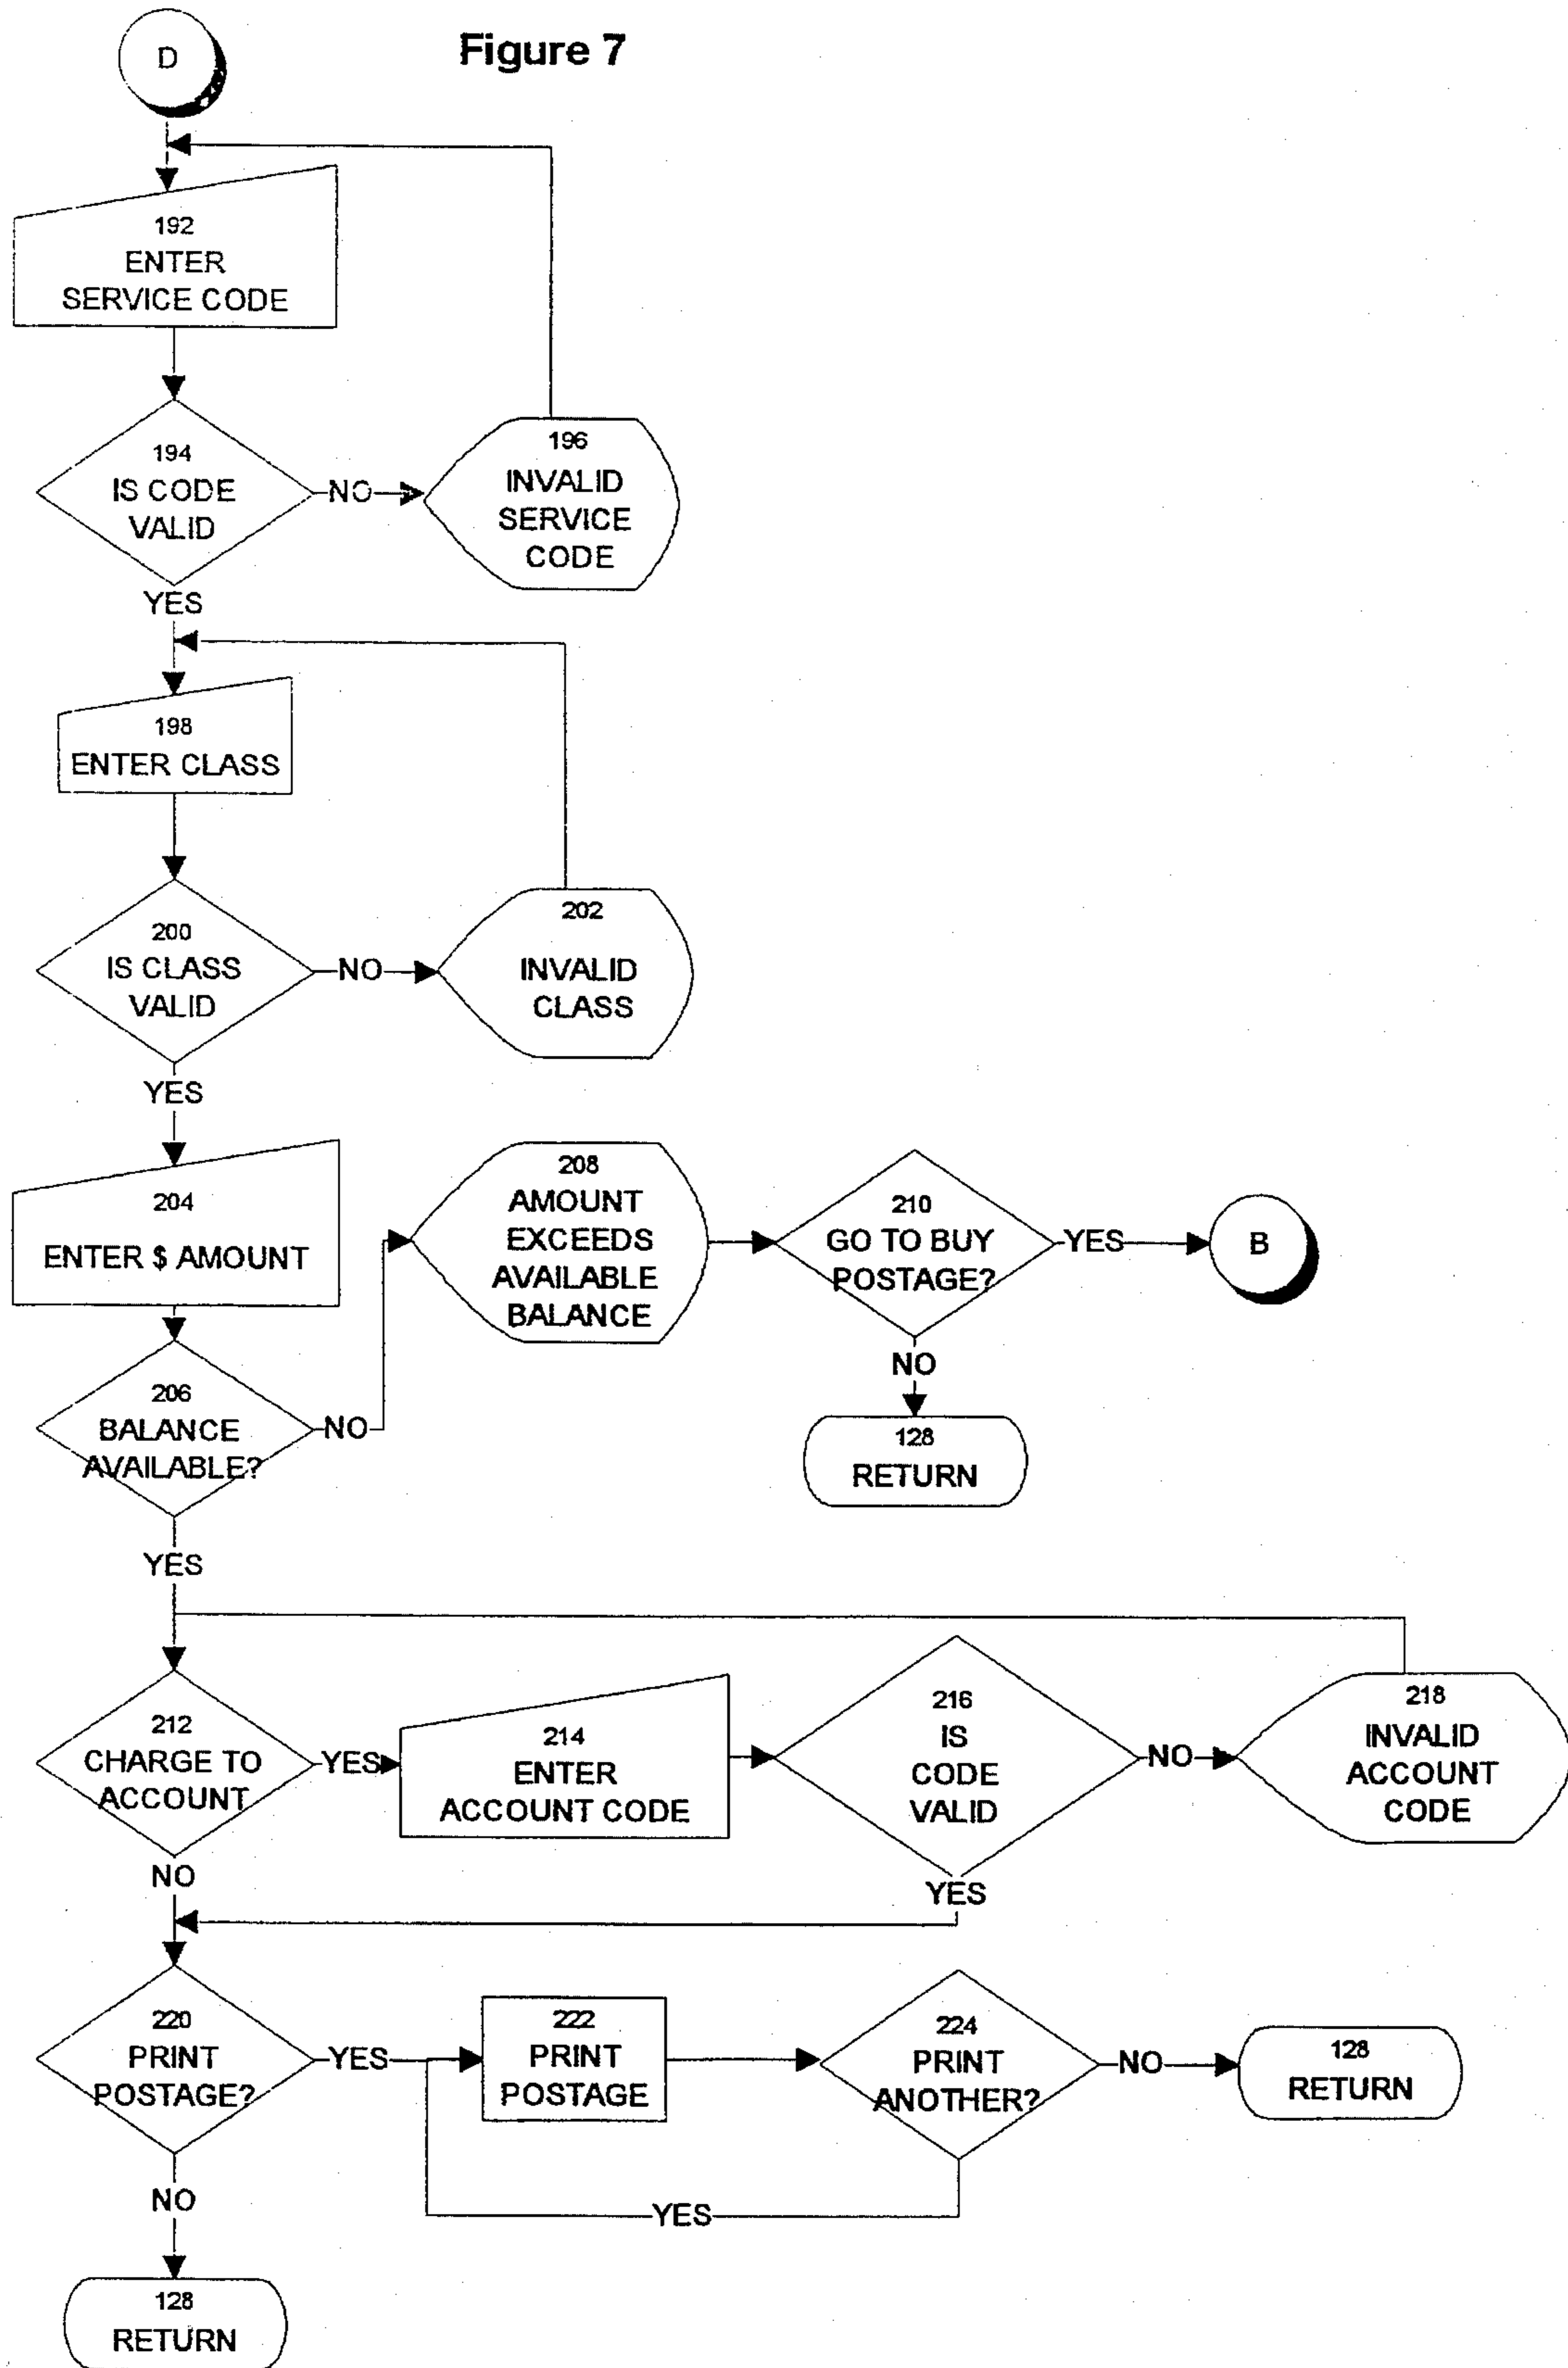 Figure 7
D
192
ENTER
SERVICE CODE
194
IS CODE
VALID
NO
196
INVALID
SERVICE
CODE
YES
198
ENTER CLASS
200
IS CLASS
VALID
NO
202
INVALID
CLASS
YES
204
ENTER $ AMOUNT
206
BALANCE
AVAILABLE?
NO
208
AMOUNT
EXCEEDS
AVAILABLE
BALANCE
210
GO TO BUY
POSTAGE?
YES
B
NO
128
RETURN
YES
212
CHARGE TO
ACCOUNT
YES
214
ENTER
ACCOUNT CODE
216
IS
CODE
VALID
NO
218
INVALID
ACCOUNT
CODE
NO
YES
220
PRINT
POSTAGE?
YES
222
PRINT
POSTAGE
224
PRINT
ANOTHER?
NO
128
RETURN
YES
NO
128
RETURN